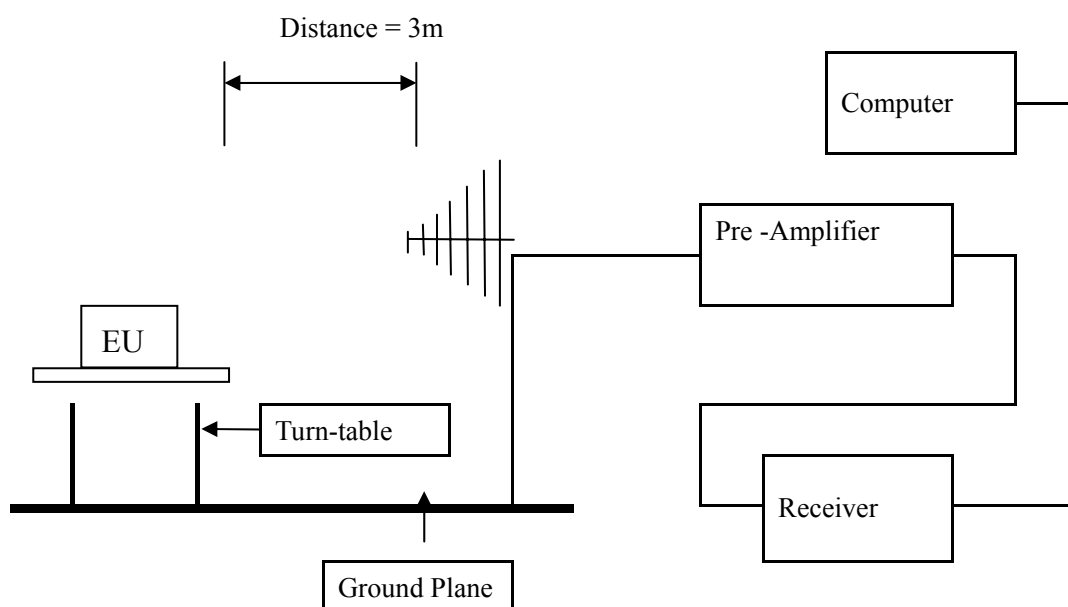 Distance = 3m
Computer
Pre -Amplifier
EU
Turn-table
Receiver
Ground Plane